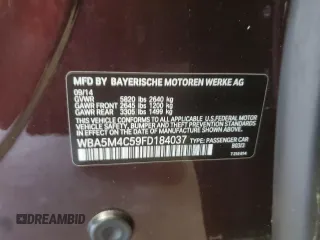 MFD BY BAYERISCHE MOTOREN WERKE AG
09/14
GVWR 5820 lbs 2640 kg
GAWR FRONT 2645 lbs 1200 kg
GAWR REAR 3305 lbs 1499 kg
THIS VEHICLE CONFORMS TO ALL APPLICABLE U.S.FEDERAL MOTOR
VEHICLE SAFETY, BUMPER, AND THEFT PREVENTION STANDARDS
IN EFFECT ON THE DATE OF MANUFACTURE SHOWN ABOVE.
WBA5M4C59FD184037 TYPE: PASSENGER CAR
DREAMBID
AUTOBIDCAR